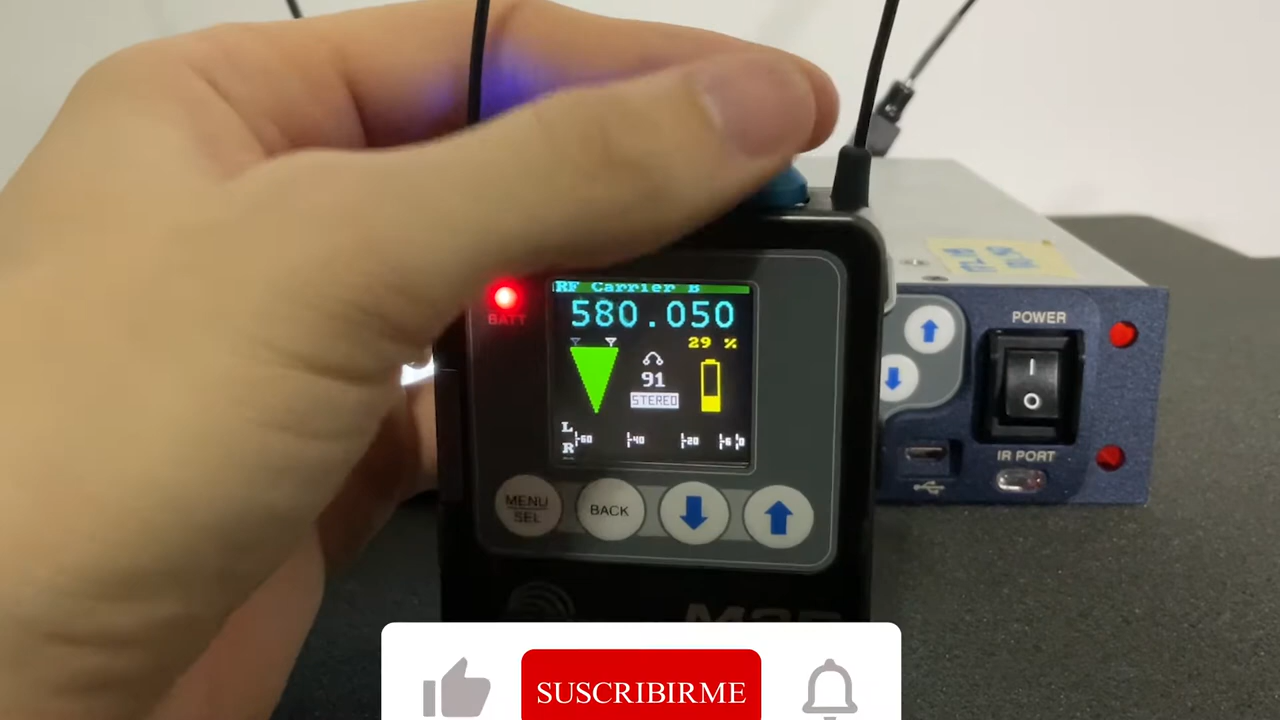 BATT
RF Carrier B
580.050
29 %
91
STEREO
L
R
-60 -40 -20 -6 0
MENU
SEL
BACK
POWER
I
O
IR PORT
SUSCRIBIRME